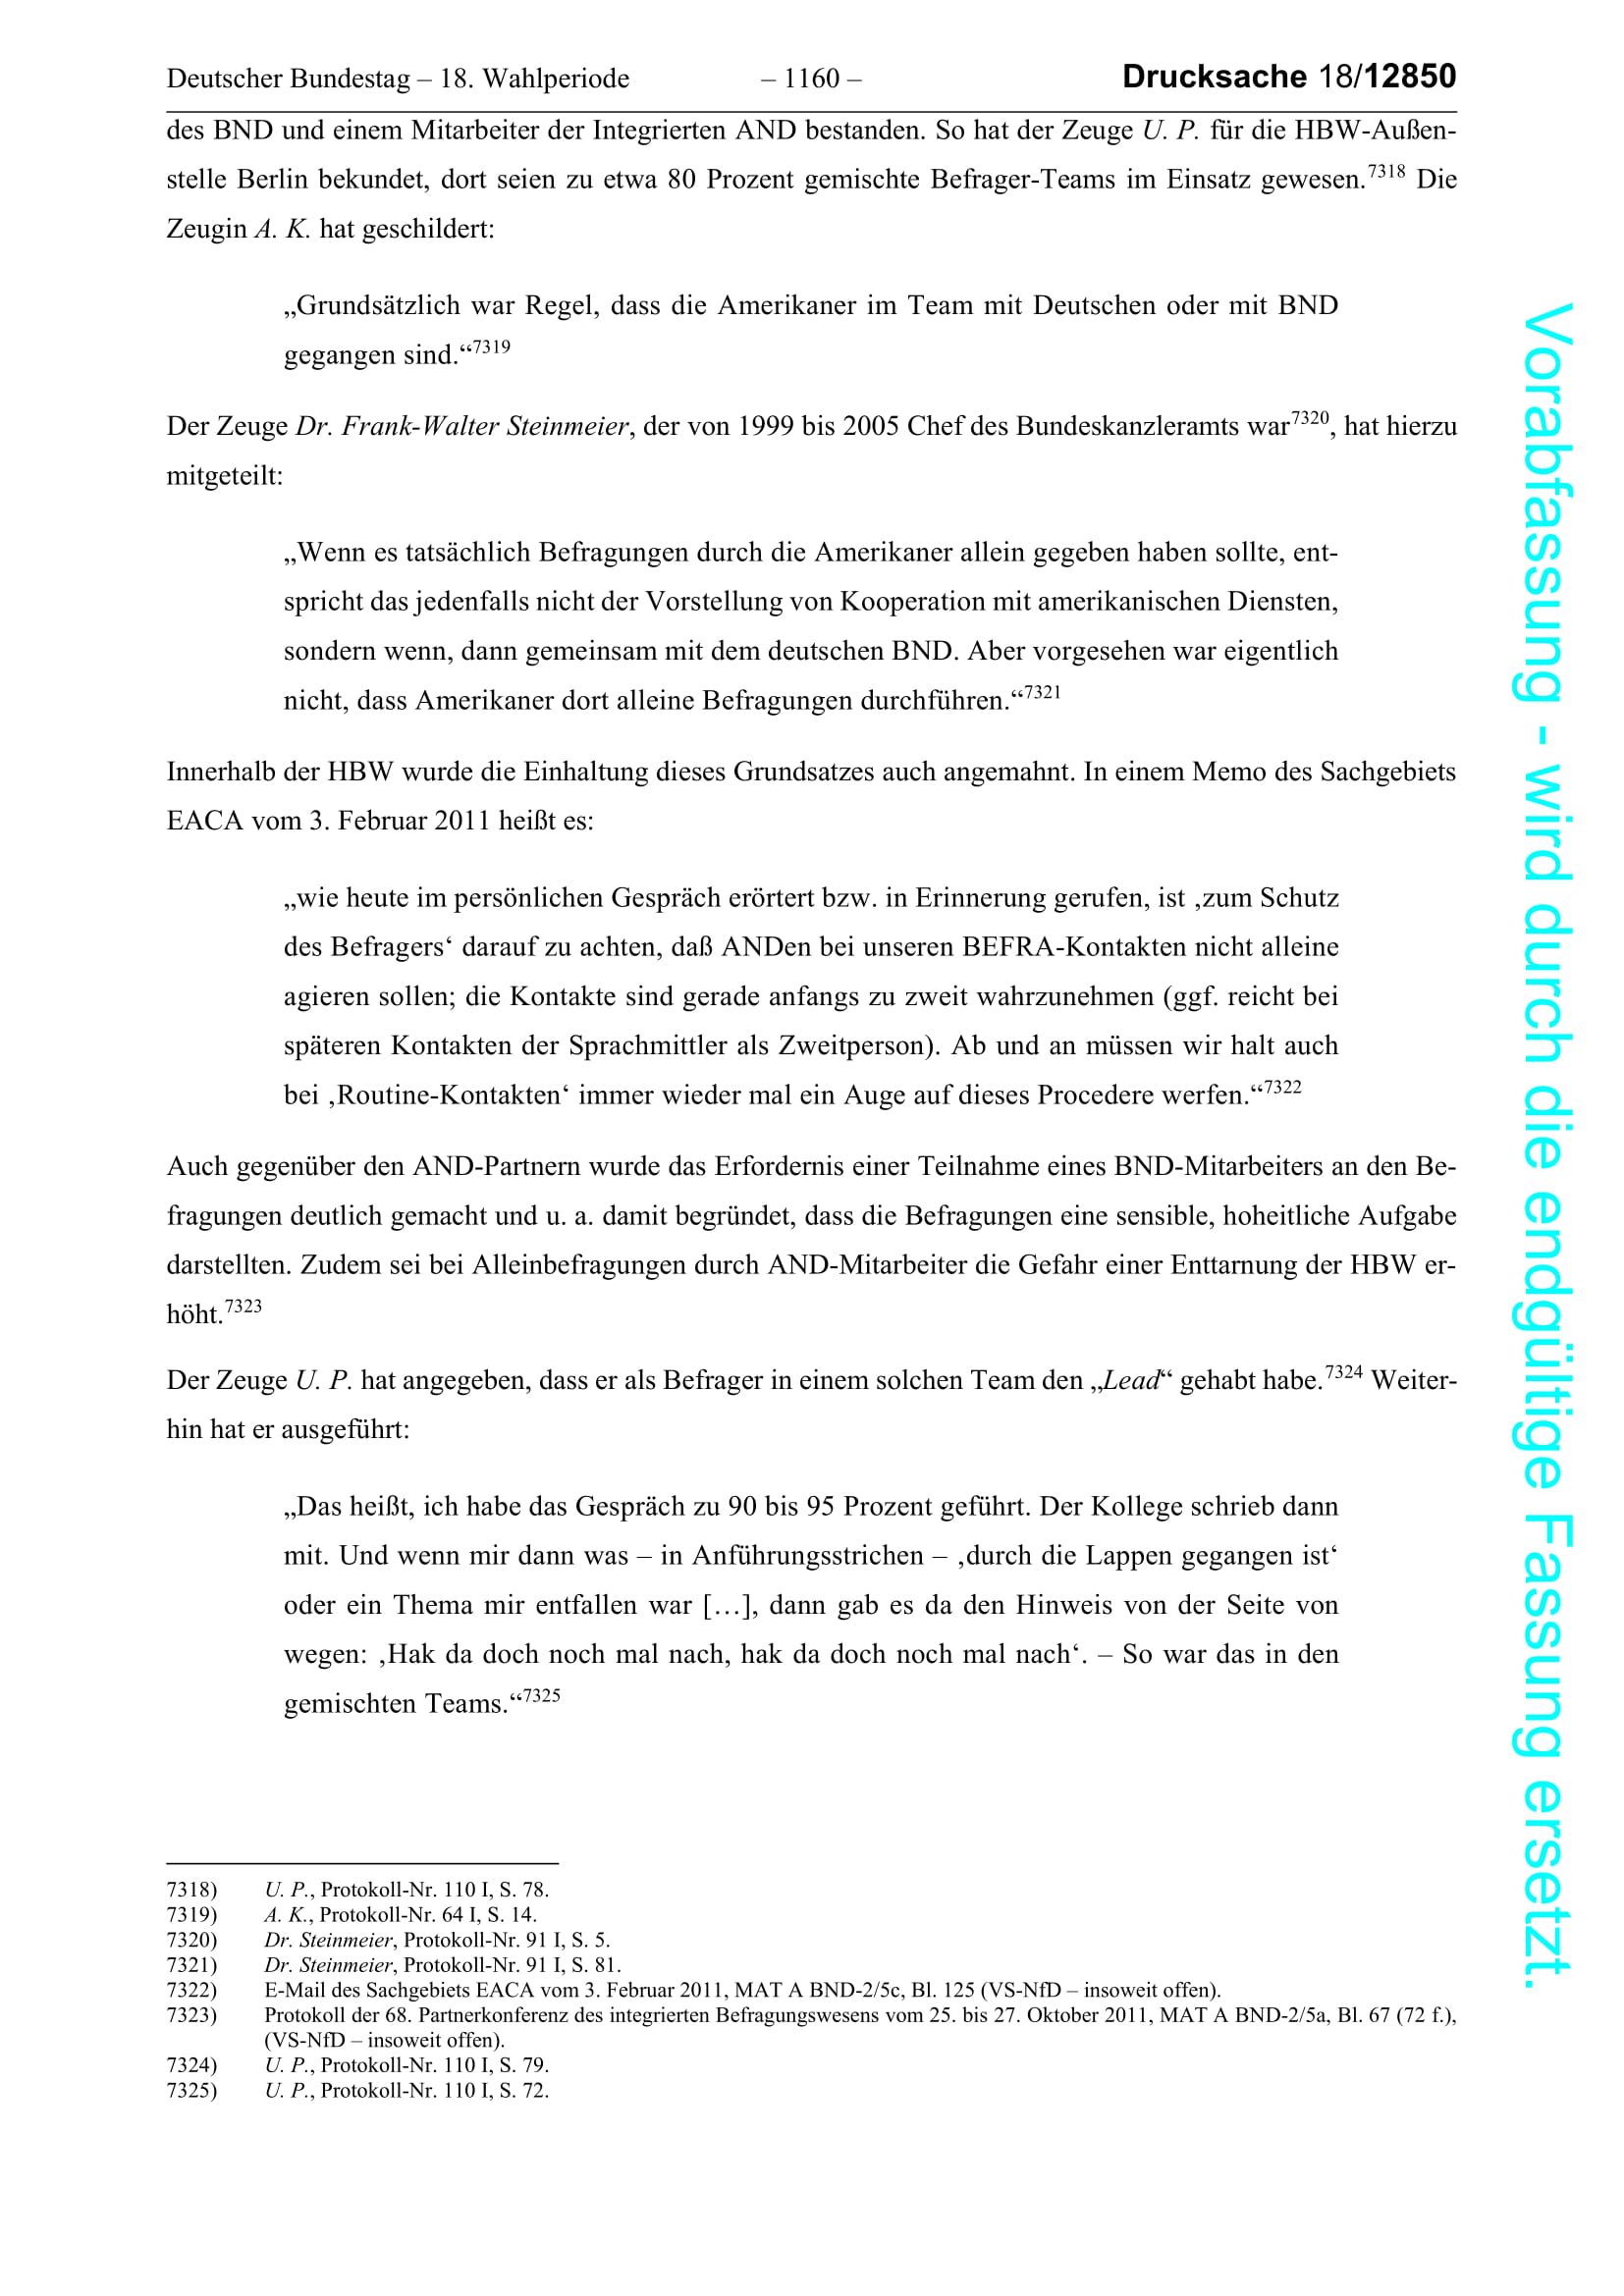 Deutscher Bundestag – 18. Wahlperiode – 1160 – Drucksache 18/12850
des BND und einem Mitarbeiter der Integrierten AND bestanden. So hat der Zeuge U. P. für die HBW-Außen-
stelle Berlin bekundet, dort seien zu etwa 80 Prozent gemischte Befrager-Teams im Einsatz gewesen.7318 Die
Zeugin A. K. hat geschildert:
„Grundsätzlich war Regel, dass die Amerikaner im Team mit Deutschen oder mit BND
gegangen sind.“7319
Der Zeuge Dr. Frank-Walter Steinmeier, der von 1999 bis 2005 Chef des Bundeskanzleramts war7320, hat hierzu
mitgeteilt:
„Wenn es tatsächlich Befragungen durch die Amerikaner allein gegeben haben sollte, ent-
spricht das jedenfalls nicht der Vorstellung von Kooperation mit amerikanischen Diensten,
sondern wenn, dann gemeinsam mit dem deutschen BND. Aber vorgesehen war eigentlich
nicht, dass Amerikaner dort alleine Befragungen durchführen.“7321
Innerhalb der HBW wurde die Einhaltung dieses Grundsatzes auch angemahnt. In einem Memo des Sachgebiets
EACA vom 3. Februar 2011 heißt es:
„wie heute im persönlichen Gespräch erörtert bzw. in Erinnerung gerufen, ist ‚zum Schutz
des Befragers‘ darauf zu achten, daß ANDen bei unseren BEFRA-Kontakten nicht alleine
agieren sollen; die Kontakte sind gerade anfangs zu zweit wahrzunehmen (ggf. reicht bei
späteren Kontakten der Sprachmittler als Zweitperson). Ab und an müssen wir halt auch
bei ‚Routine-Kontakten‘ immer wieder mal ein Auge auf dieses Procedere werfen.“7322
Auch gegenüber den AND-Partnern wurde das Erfordernis einer Teilnahme eines BND-Mitarbeiters an den Be-
fragungen deutlich gemacht und u. a. damit begründet, dass die Befragungen eine sensible, hoheitliche Aufgabe
darstellten. Zudem sei bei Alleinbefragungen durch AND-Mitarbeiter die Gefahr einer Enttarnung der HBW er-
höht.7323
Der Zeuge U. P. hat angegeben, dass er als Befrager in einem solchen Team den „Lead“ gehabt habe.7324 Weiter-
hin hat er ausgeführt:
„Das heißt, ich habe das Gespräch zu 90 bis 95 Prozent geführt. Der Kollege schrieb dann
mit. Und wenn mir dann was – in Anführungsstrichen – ‚durch die Lappen gegangen ist‘
oder ein Thema mir entfallen war […], dann gab es da den Hinweis von der Seite von
wegen: ‚Hak da doch noch mal nach, hak da doch noch mal nach‘. – So war das in den
gemischten Teams.“7325
7318) U. P., Protokoll-Nr. 110 I, S. 78.
7319) A. K., Protokoll-Nr. 64 I, S. 14.
7320) Dr. Steinmeier, Protokoll-Nr. 91 I, S. 5.
7321) Dr. Steinmeier, Protokoll-Nr. 91 I, S. 81.
7322) E-Mail des Sachgebiets EACA vom 3. Februar 2011, MAT A BND-2/5c, Bl. 125 (VS-NfD – insoweit offen).
7323) Protokoll der 68. Partnerkonferenz des integrierten Befragungswesens vom 25. bis 27. Oktober 2011, MAT A BND-2/5a, Bl. 67 (72 f.),
(VS-NfD – insoweit offen).
7324) U. P., Protokoll-Nr. 110 I, S. 79.
7325) U. P., Protokoll-Nr. 110 I, S. 72.
Vorabfassung - wird durch die endgültige Fassung ersetzt.